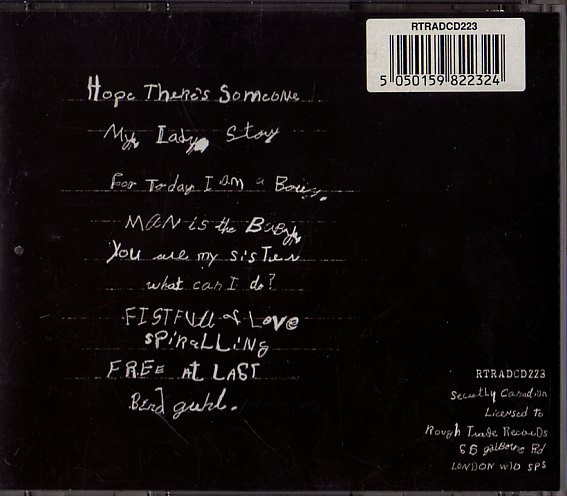 RTRADCD223
5 050159 822324
Hope There's Someone
My Lady Story
For Today I am a Boy
MAN is the Baby
You are my sisTer
what can I do?
FISTFull of Love
SPiRaLLiNG
FREE At LAST
Bird guhl.
RTRADCD223
Secretly Canadian
Licensed to
Rough Trade Records
66 golborne Rd
LONDON W10 5PS